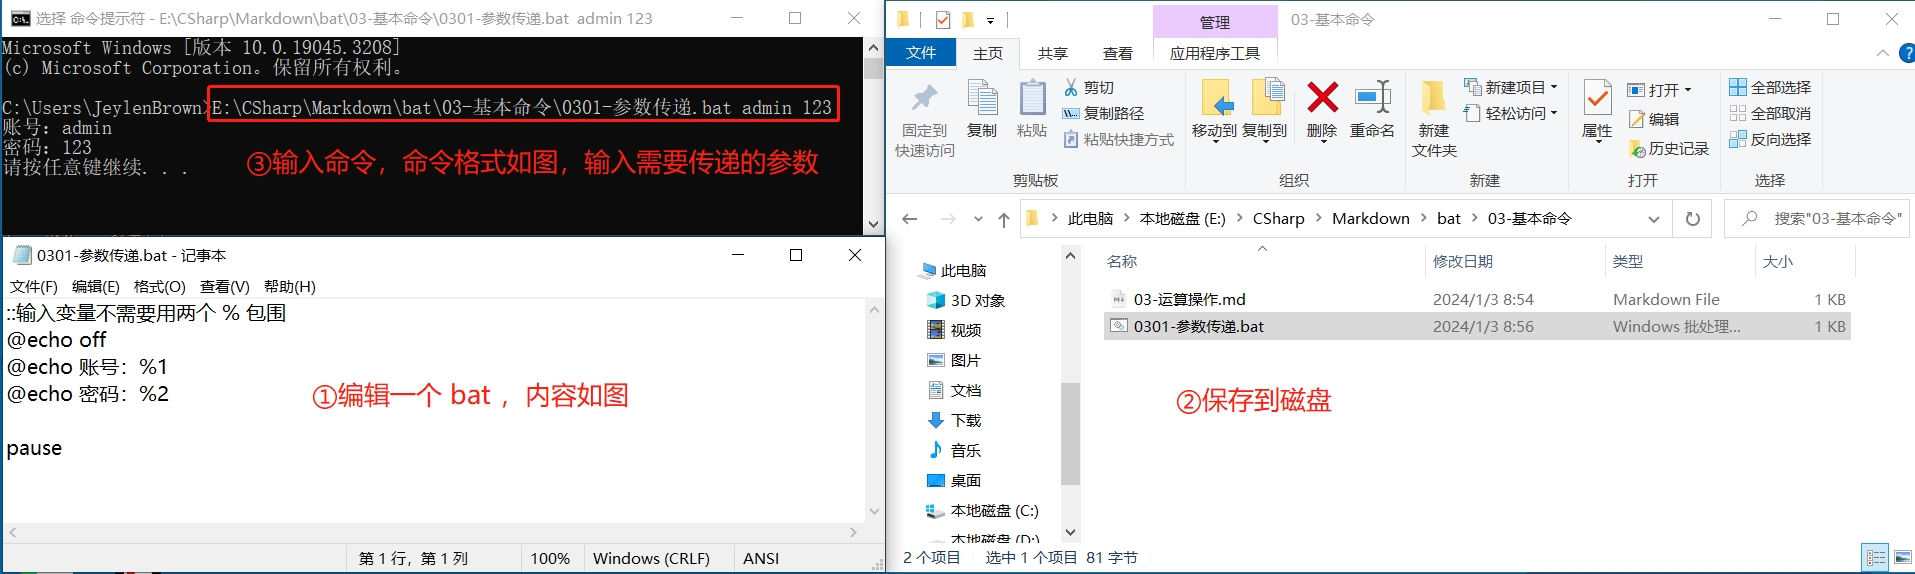 选择 命令提示符 - E:\CSharp\Markdown\bat\03-基本命令\0301-参数传递.bat admin 123
Microsoft Windows [版本 10.0.19045.3208]
(c) Microsoft Corporation。保留所有权利。
C:\Users\JeylenBrown>E:\CSharp\Markdown\bat\03-基本命令\0301-参数传递.bat admin 123
账号：admin
密码：123
请按任意键继续. . .
③输入命令，命令格式如图，输入需要传递的参数
0301-参数传递.bat - 记事本
文件(F) 编辑(E) 格式(O) 查看(V) 帮助(H)
::输入变量不需要用两个 % 包围
@echo off
@echo 账号：%1
@echo 密码：%2
pause
①编辑一个 bat ，内容如图
第 1 行，第 1 列 100% Windows (CRLF) ANSI
管理 03-基本命令
文件 主页 共享 查看 应用程序工具
固定到
快速访问
复制
粘贴
剪切
复制路径
粘贴快捷方式
剪贴板
移动到 复制到 删除 重命名
组织
新建
文件夹
新建项目
轻松访问
新建
属性
打开
编辑
历史记录
打开
全部选择
全部取消
反向选择
选择
此电脑 本地磁盘 (E:) CSharp Markdown bat 03-基本命令
搜索"03-基本命令"
此电脑
3D 对象
视频
图片
文档
下载
音乐
桌面
本地磁盘 (C:)
本地磁盘 (D:)
名称 修改日期 类型 大小
03-运算操作.md 2024/1/3 8:54 Markdown File 1 KB
0301-参数传递.bat 2024/1/3 8:56 Windows 批处理... 1 KB
②保存到磁盘
2 个项目 选中 1 个项目 81 字节